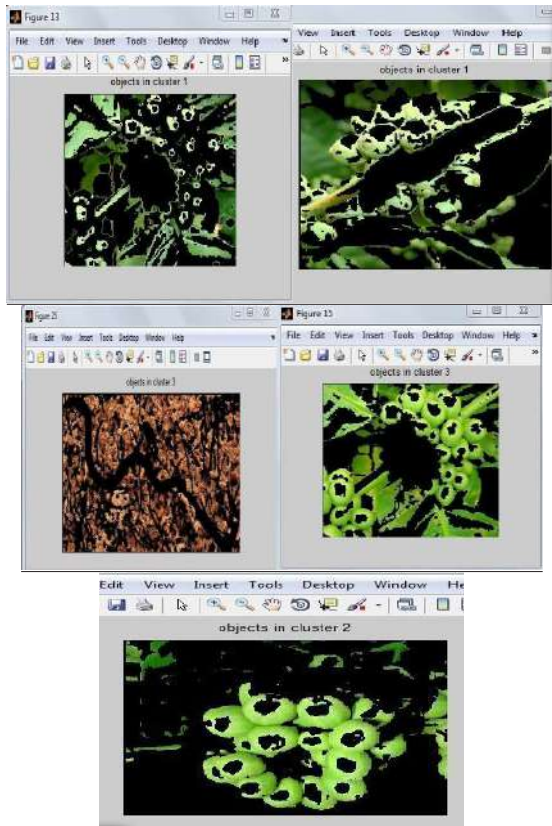 Figure 13
File Edit View Insert Tools Desktop Window Help
objects in cluster 1
View Insert Tools Desktop Window Help
objects in cluster 1
Figure 25
File Edit View Insert Tools Desktop Window Help
objects in cluster 3
Figure 15
File Edit View Insert Tools Desktop Window Help
objects in cluster 3
Edit View Insert Tools Desktop Window He
objects in cluster 2